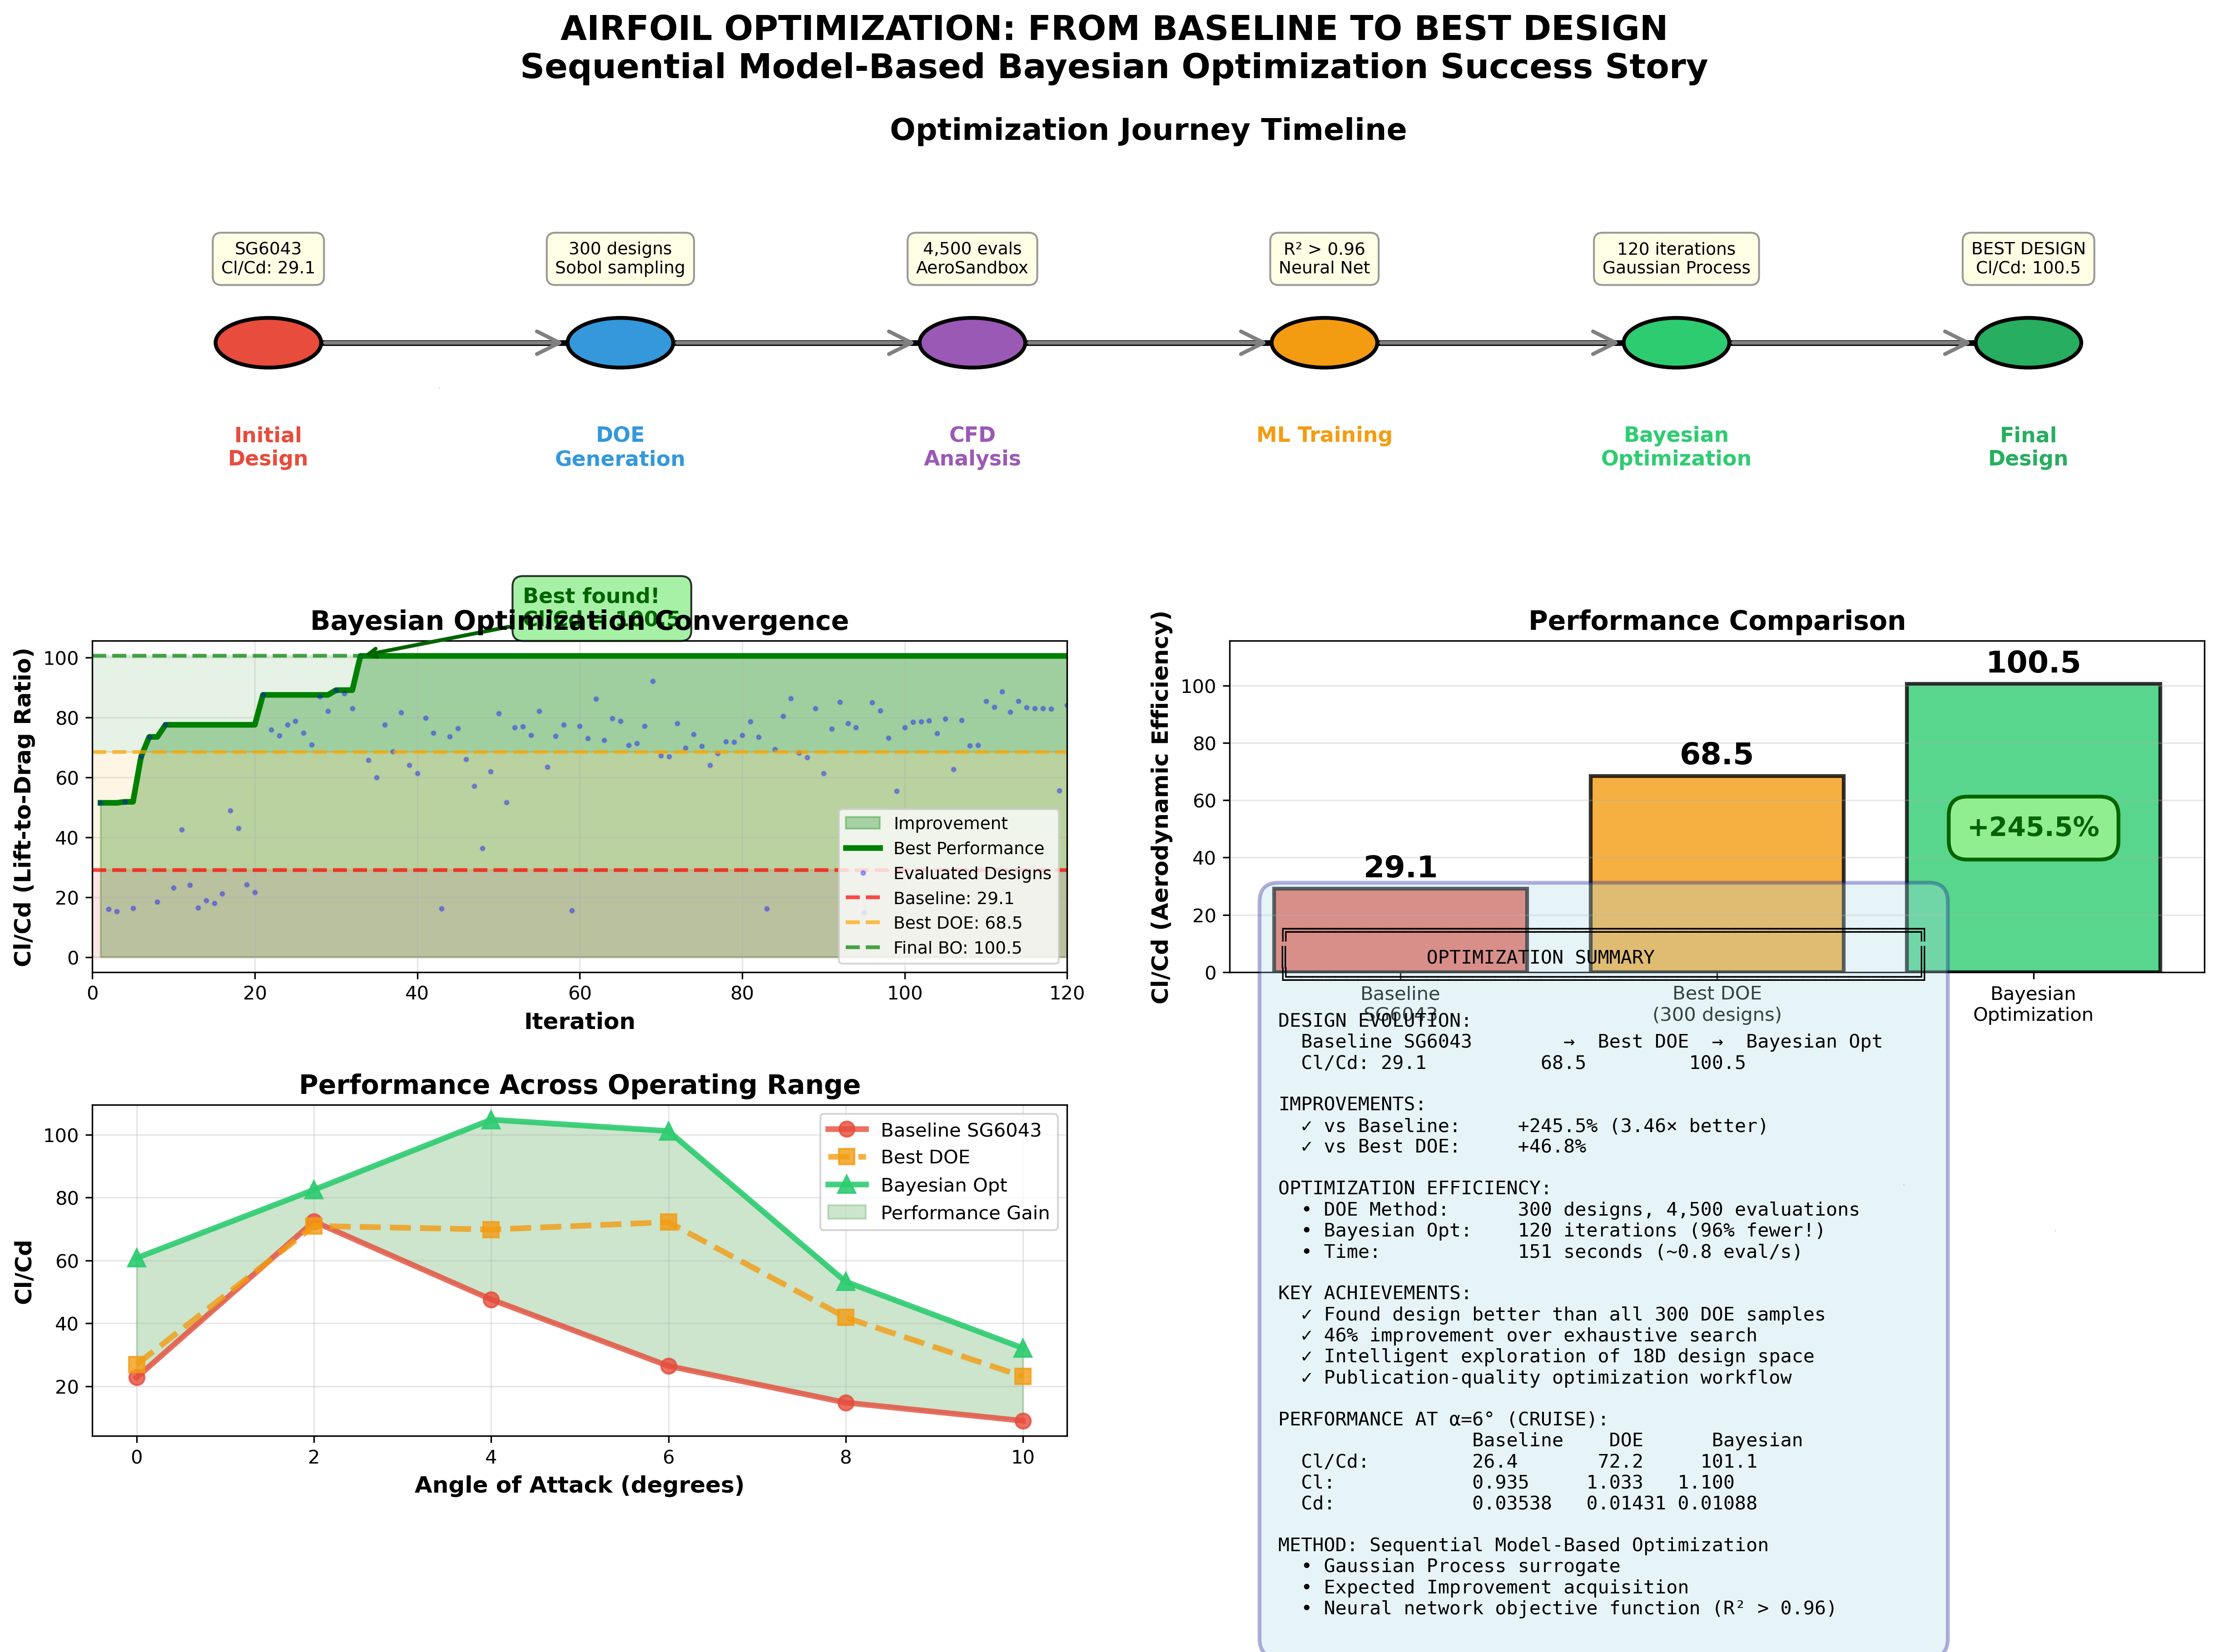 AIRFOIL OPTIMIZATION: FROM BASELINE TO BEST DESIGN
Sequential Model-Based Bayesian Optimization Success Story
Optimization Journey Timeline
SG6043
Cl/Cd: 29.1
300 designs
Sobol sampling
4,500 evals
AeroSandbox
R² > 0.96
Neural Net
120 iterations
Gaussian Process
BEST DESIGN
Cl/Cd: 100.5
Initial
Design
DOE
Generation
CFD
Analysis
ML Training
Bayesian
Optimization
Final
Design
Best found!
Cl/Cd = 100.5
Bayesian Optimization Convergence
Cl/Cd (Lift-to-Drag Ratio)
100
80
60
40
20
0
0 20 40 60 80 100 120
Iteration
Improvement
Best Performance
Evaluated Designs
Baseline: 29.1
Best DOE: 68.5
Final BO: 100.5
Performance Comparison
Cl/Cd (Aerodynamic Efficiency)
100
80
60
40
20
0
29.1
68.5
100.5
+245.5%
Baseline
SG6043
Best DOE
(300 designs)
Bayesian
Optimization
Performance Across Operating Range
Cl/Cd
100
80
60
40
20
0 2 4 6 8 10
Angle of Attack (degrees)
Baseline SG6043
Best DOE
Bayesian Opt
Performance Gain
OPTIMIZATION SUMMARY
DESIGN EVOLUTION:
Baseline SG6043 → Best DOE → Bayesian Opt
Cl/Cd: 29.1 68.5 100.5
IMPROVEMENTS:
✓ vs Baseline: +245.5% (3.46× better)
✓ vs Best DOE: +46.8%
OPTIMIZATION EFFICIENCY:
• DOE Method: 300 designs, 4,500 evaluations
• Bayesian Opt: 120 iterations (96% fewer!)
• Time: 151 seconds (~0.8 eval/s)
KEY ACHIEVEMENTS:
✓ Found design better than all 300 DOE samples
✓ 46% improvement over exhaustive search
✓ Intelligent exploration of 18D design space
✓ Publication-quality optimization workflow
PERFORMANCE AT α=6° (CRUISE):
Baseline DOE Bayesian
Cl/Cd: 26.4 72.2 101.1
Cl: 0.935 1.033 1.100
Cd: 0.03538 0.01431 0.01088
METHOD: Sequential Model-Based Optimization
• Gaussian Process surrogate
• Expected Improvement acquisition
• Neural network objective function (R² > 0.96)